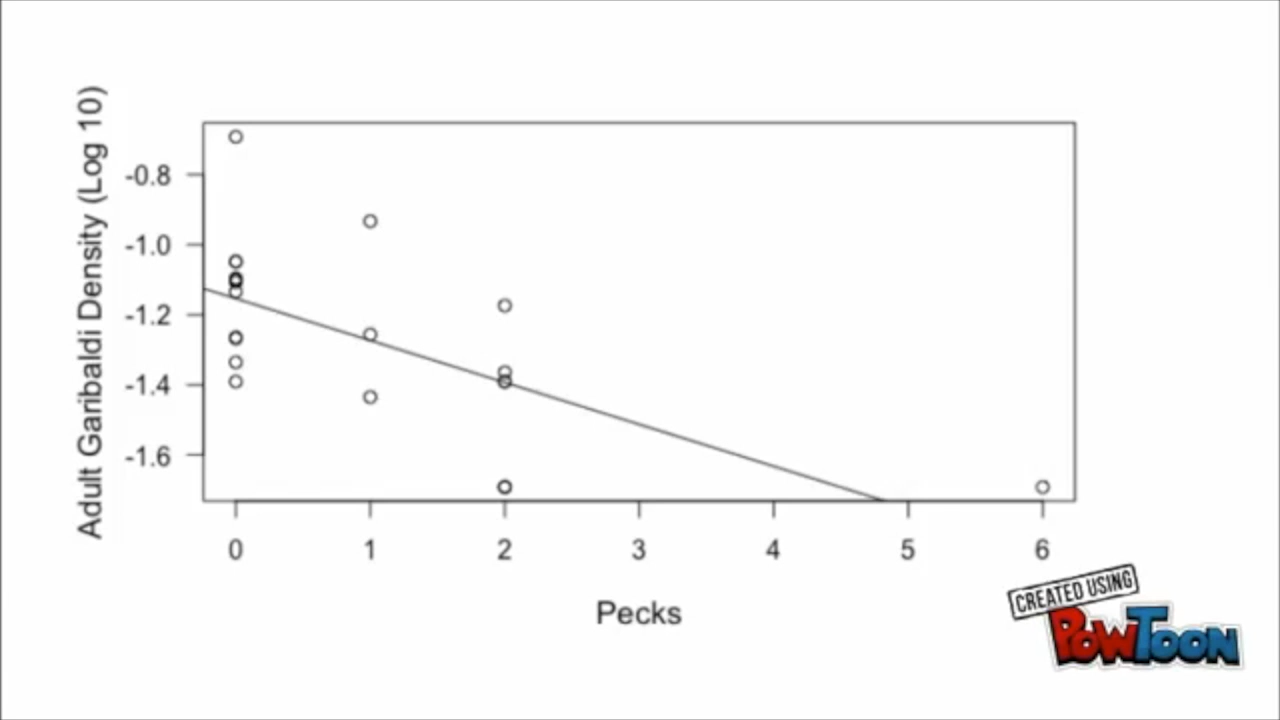 Adult Garibaldi Density (Log 10)
-0.8
-1.0
-1.2
-1.4
-1.6
0 1 2 3 4 5 6
Pecks
CREATED USING
POWTOON